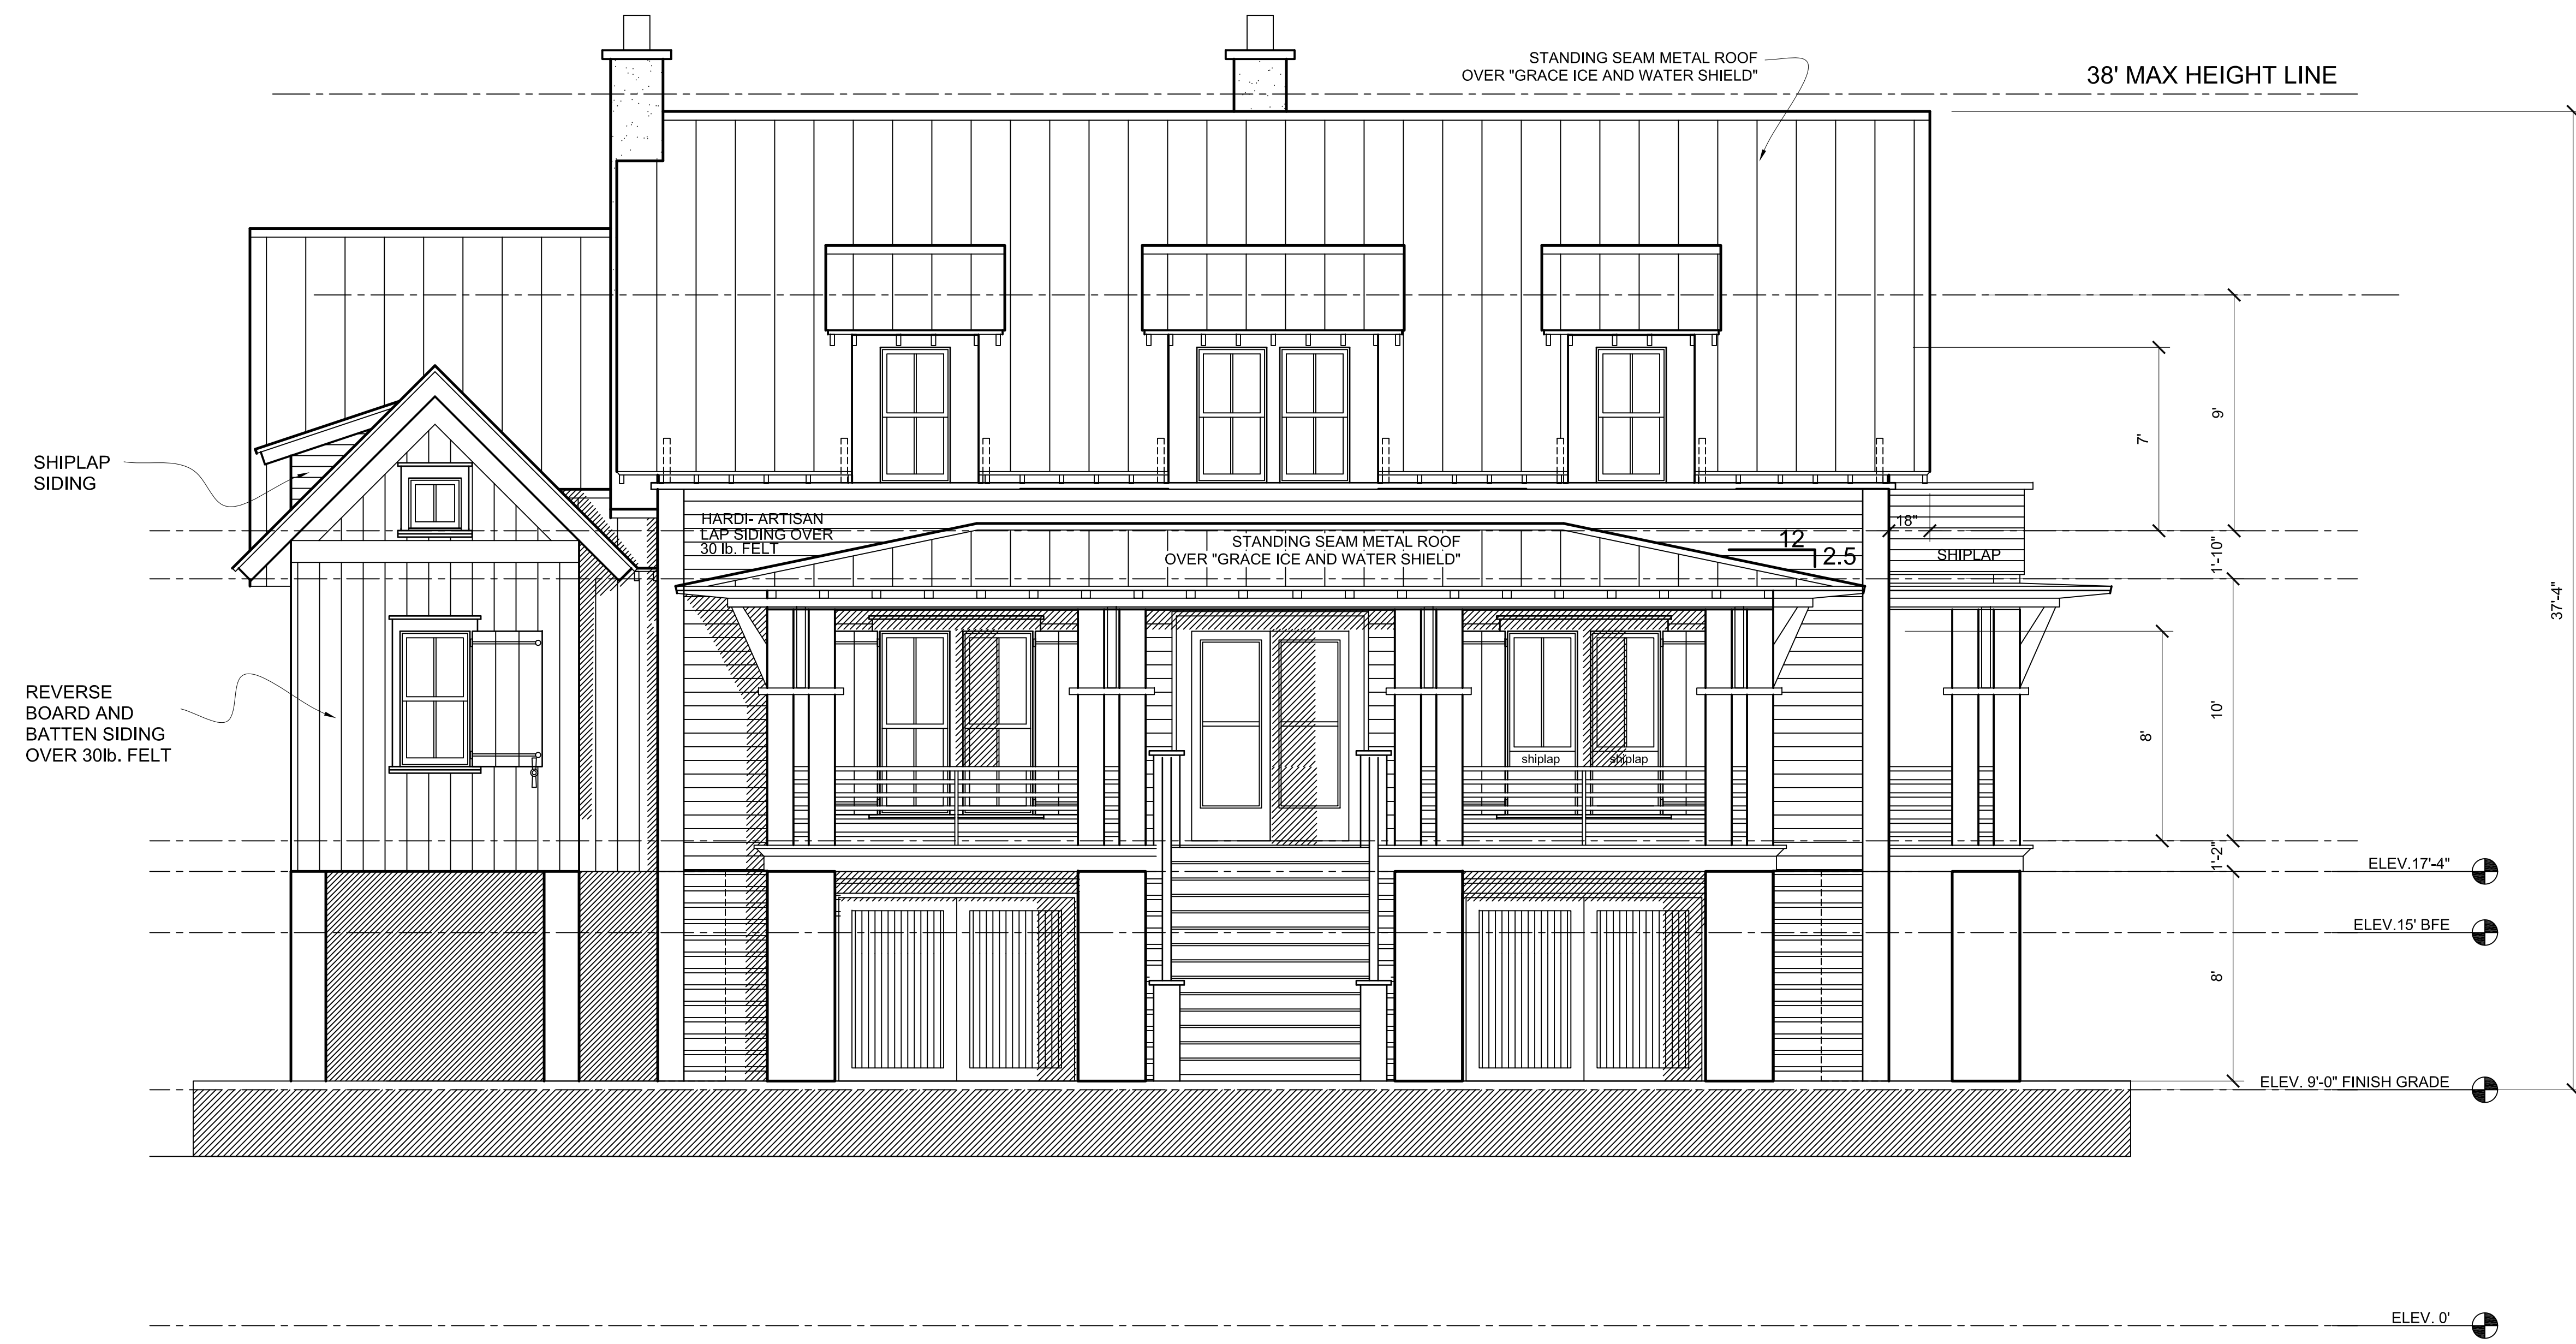 STANDING SEAM METAL ROOF
OVER "GRACE ICE AND WATER SHIELD"
38' MAX HEIGHT LINE
9'
7'
SHIPLAP
SIDING
HARDI- ARTISAN
LAP SIDING OVER
30 lb. FELT
18"
STANDING SEAM METAL ROOF
OVER "GRACE ICE AND WATER SHIELD"
12
2.5
SHIPLAP
1'-10"
37'-4"
REVERSE
BOARD AND
BATTEN SIDING
OVER 30lb. FELT
10'
8'
shiplap
shiplap
1'-2"
ELEV.17'-4"
ELEV.15' BFE
8'
ELEV. 9'-0" FINISH GRADE
ELEV. 0'